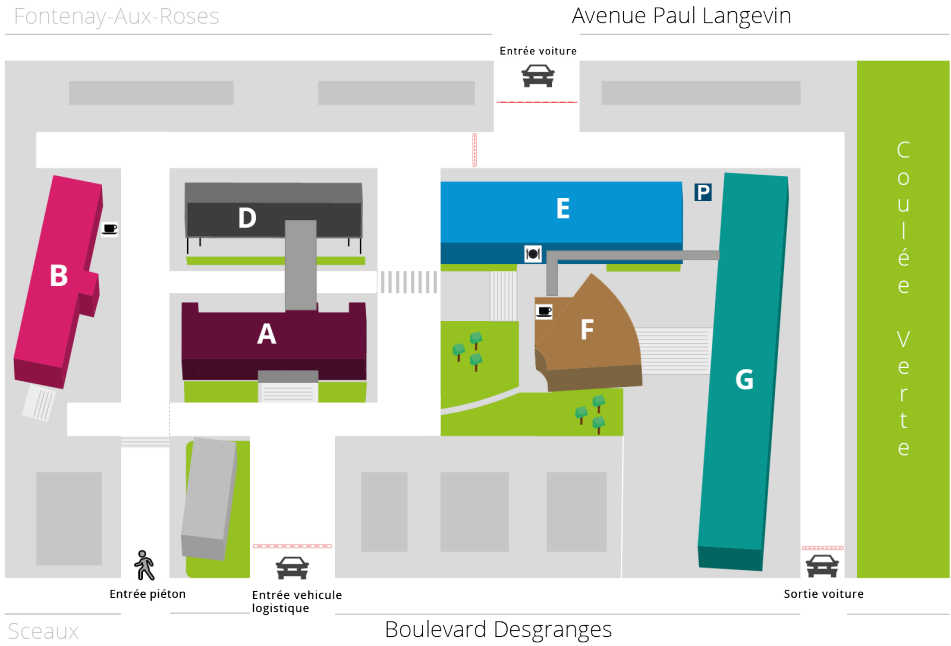 Fontenay-Aux-Roses
Avenue Paul Langevin
Entrée voiture
P
D
E
B
A
F
G
Coulée Verte
Entrée piéton
Entrée vehicule
logistique
Sortie voiture
Sceaux
Boulevard Desgranges